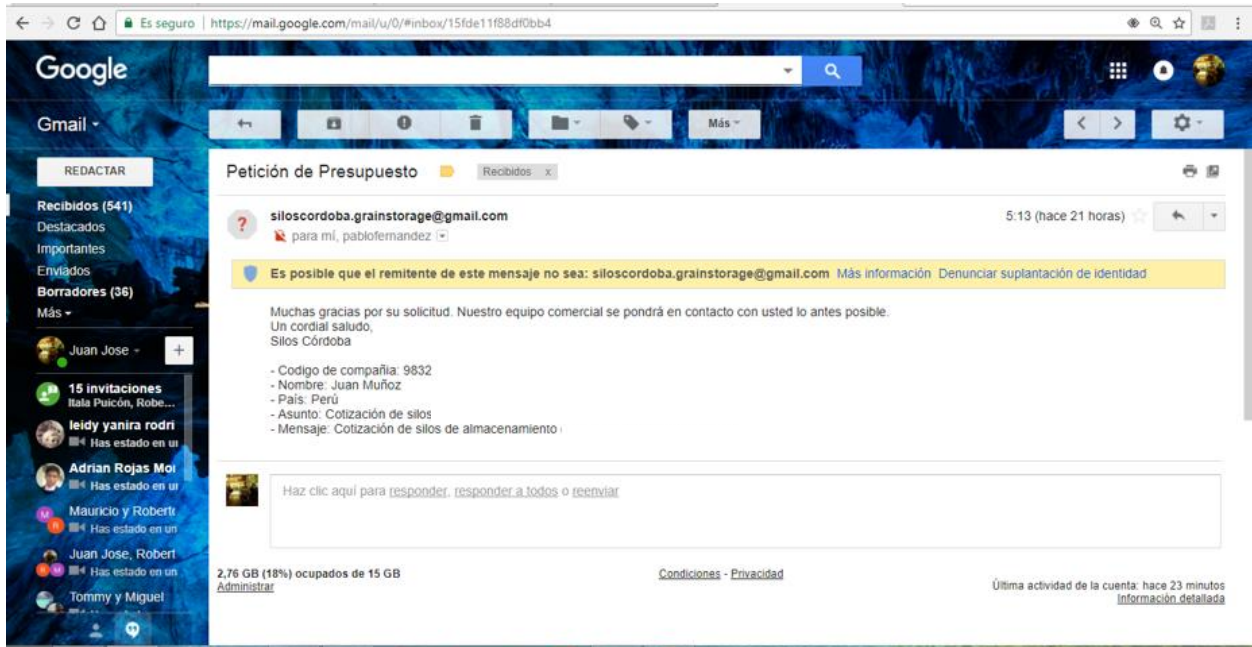 Es seguro https://mail.google.com/mail/u/0/#inbox/15fde11f88df0bb4
Google
Gmail
Más
REDACTAR
Petición de Presupuesto Recibidos x
Recibidos (541)
Destacados
Importantes
Enviados
Borradores (36)
Más
siloscordoba.grainstorage@gmail.com 5:13 (hace 21 horas)
para mí, pablofernandez
Es posible que el remitente de este mensaje no sea: siloscordoba.grainstorage@gmail.com Más información Denunciar suplantación de identidad
Muchas gracias por su solicitud. Nuestro equipo comercial se pondrá en contacto con usted lo antes posible.
Un cordial saludo,
Silos Córdoba
- Codigo de compañia: 9832
- Nombre: Juan Muñoz
- País: Perú
- Asunto: Cotización de silos
- Mensaje: Cotización de silos de almacenamiento
Juan Jose
15 invitaciones
Itala Puicón, Robe...
leidy yanira rodri
Has estado en un
Adrian Rojas Mor
Has estado en un
Mauricio y Roberto
Has estado en un
Juan Jose, Robert
Has estado en un
Tommy y Miguel
Haz clic aquí para responder, responder a todos o reenviar
2,76 GB (18%) ocupados de 15 GB
Administrar
Condiciones - Privacidad
Última actividad de la cuenta: hace 23 minutos
Información detallada